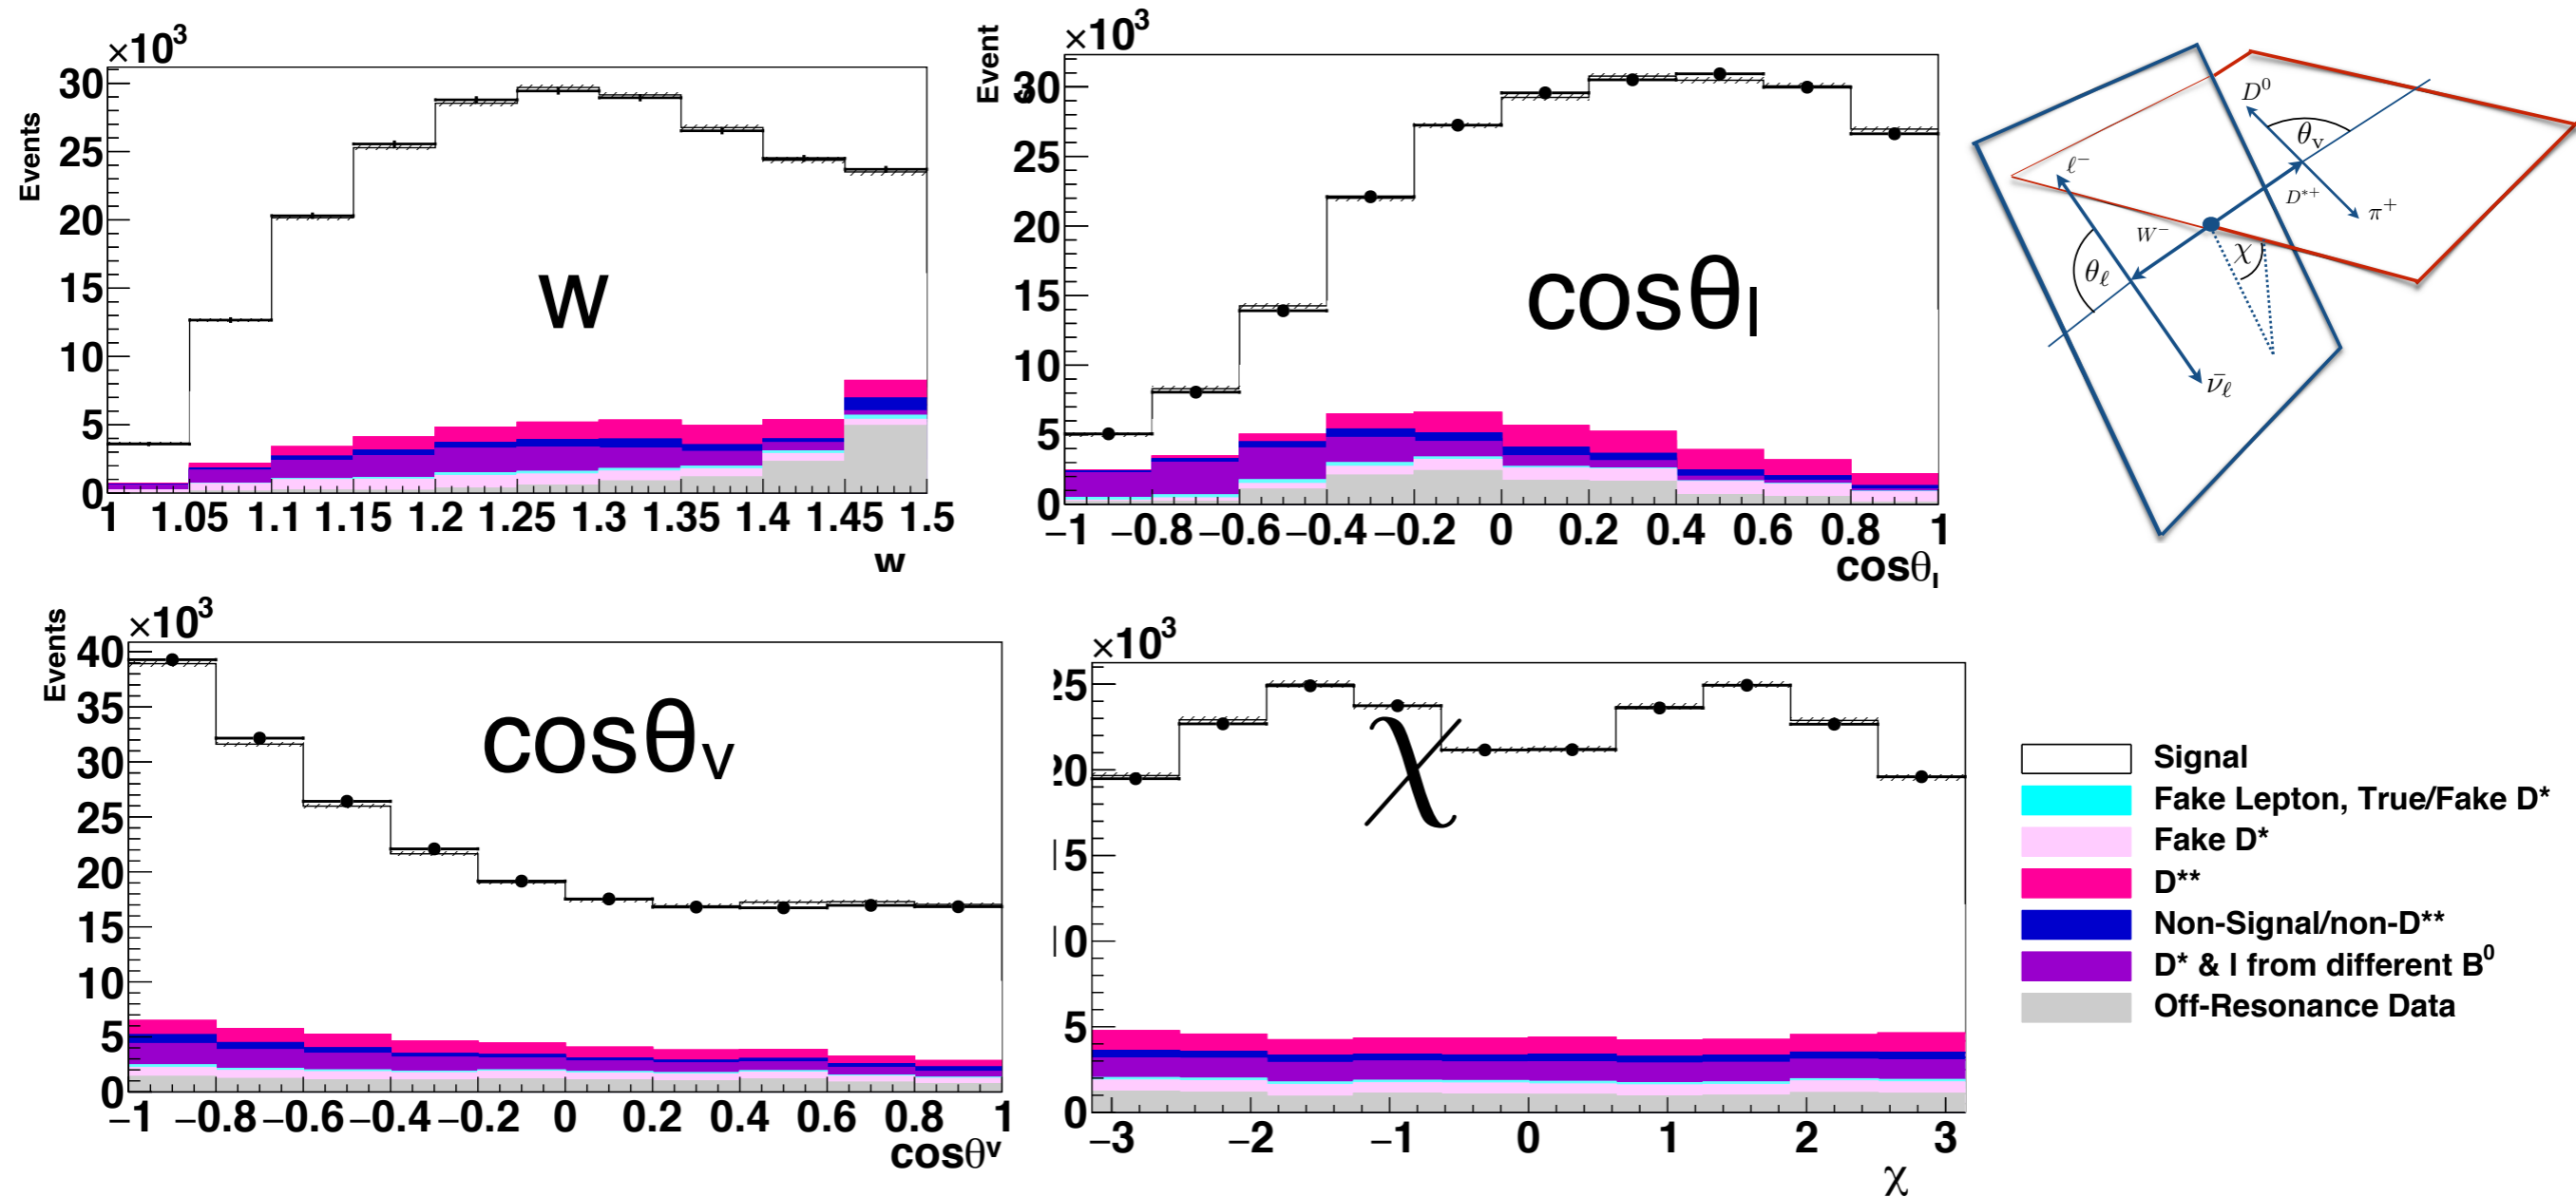 ×10³
Events
30
25
20
15
10
5
0
1 1.05 1.1 1.15 1.2 1.25 1.3 1.35 1.4 1.45 1.5
w
w
×10³
Event
30
25
20
15
10
5
0
−1 −0.8 −0.6 −0.4 −0.2 0 0.2 0.4 0.6 0.8 1
cosθl
cosθl
D⁰
θv
ℓ⁻
D*⁺
π⁺
W⁻
χ
θℓ
ν̄ℓ
×10³
Events
40
35
30
25
20
15
10
5
0
−1 −0.8 −0.6 −0.4 −0.2 0 0.2 0.4 0.6 0.8 1
cosθv
cosθᵛ
×10³
25
20
15
10
5
0
−3 −2 −1 0 1 2 3
χ
χ
Signal
Fake Lepton, True/Fake D*
Fake D*
D**
Non-Signal/non-D**
D* & l from different B⁰
Off-Resonance Data